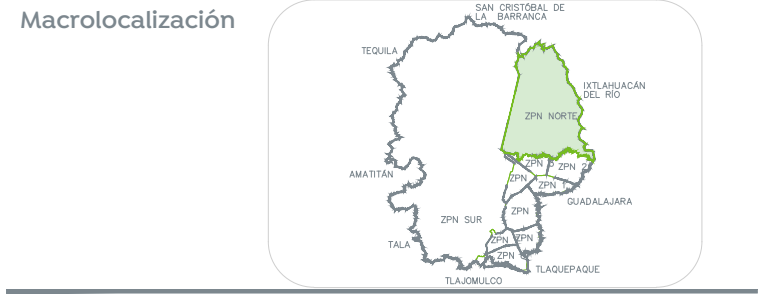 Macrolocalización
SAN CRISTÓBAL DE
LA BARRANCA
TEQUILA
IXTLAHUACÁN
DEL RÍO
ZPN NORTE
ZPN
ZPN 2
AMATITÁN
ZPN
ZPN 1
GUADALAJARA
ZPN
ZPN SUR
ZPN
ZPN
TALA
ZPN
TLAQUEPAQUE
TLAJOMULCO